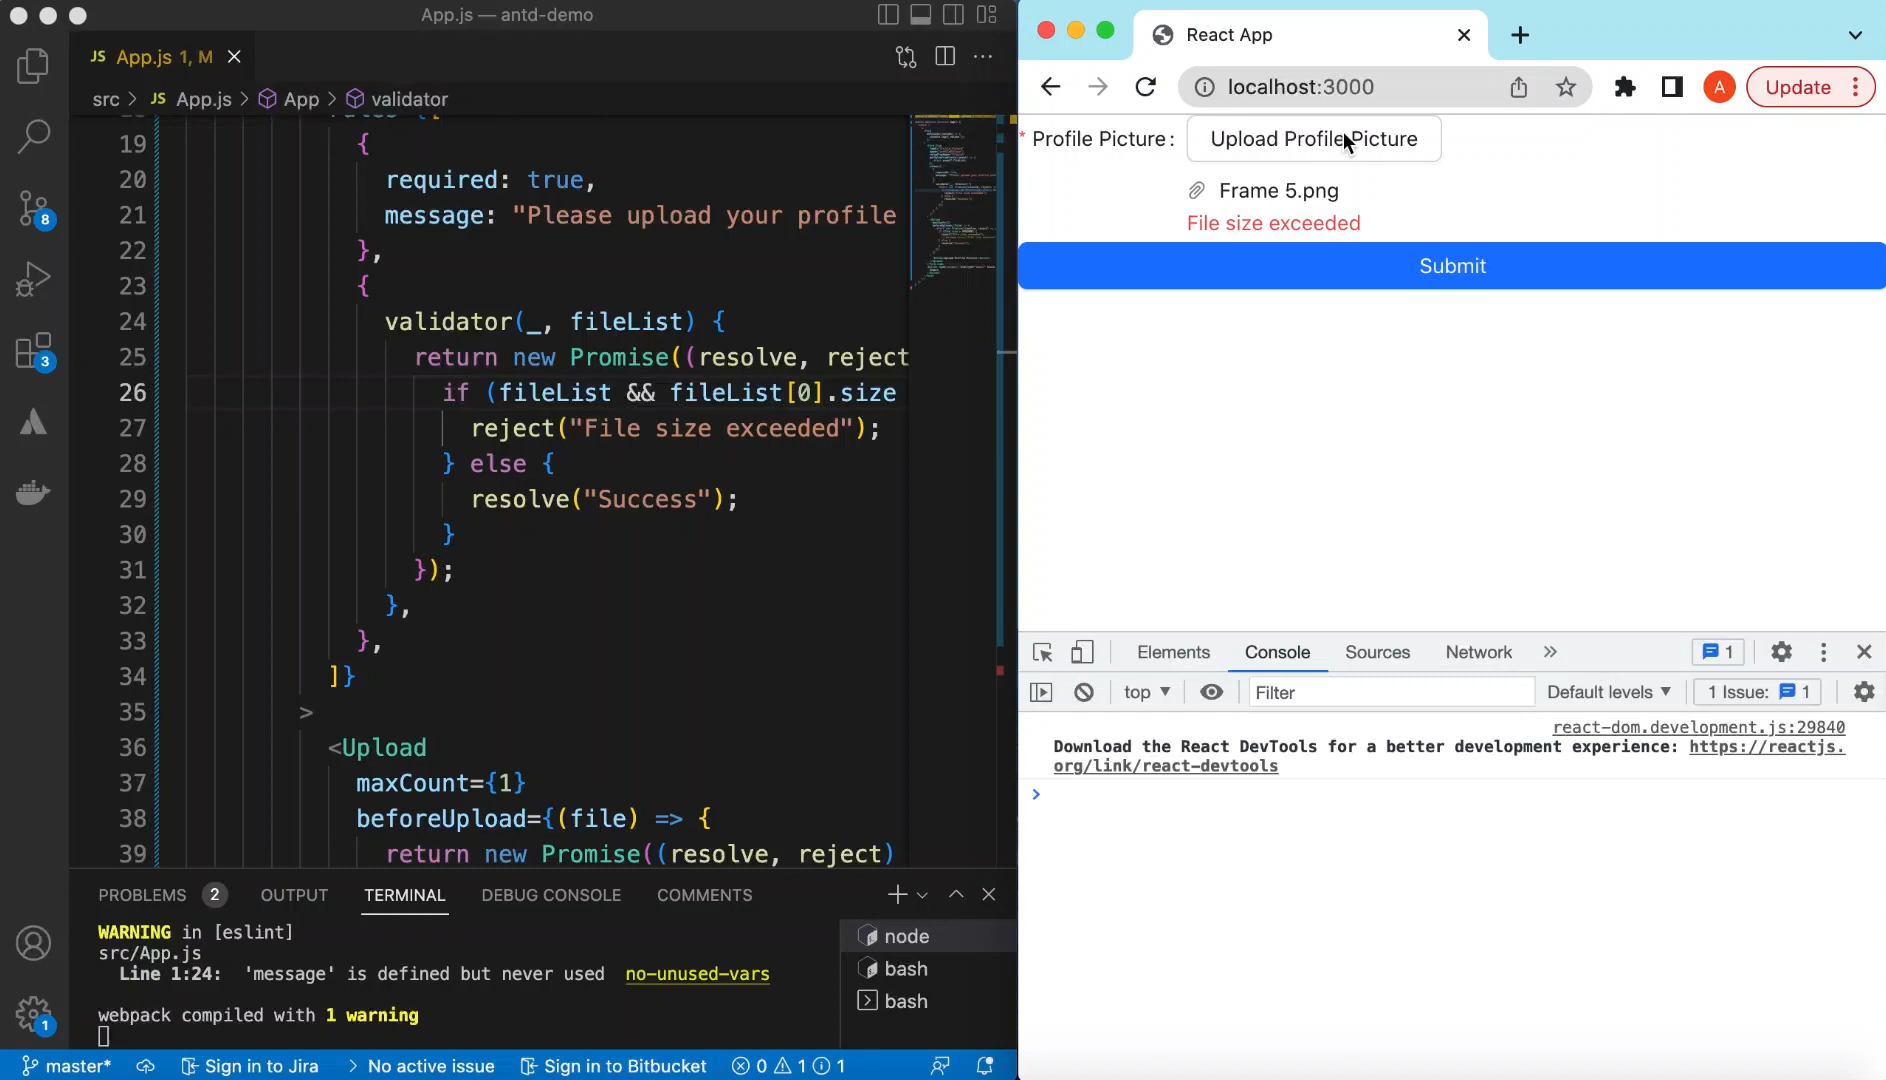 App.js — antd-demo
JS App.js 1, M
src > JS App.js > App > validator
19 {
20 required: true,
21 message: "Please upload your profile
22 },
23 {
24 validator(_, fileList) {
25 return new Promise((resolve, reject
26 if (fileList && fileList[0].size
27 reject("File size exceeded");
28 } else {
29 resolve("Success");
30 }
31 });
32 },
33 },
34 ]}
35 >
36 <Upload
37 maxCount={1}
38 beforeUpload={(file) => {
39 return new Promise((resolve, reject)
8
3
1
PROBLEMS 2 OUTPUT TERMINAL DEBUG CONSOLE COMMENTS
WARNING in [eslint]
src/App.js
Line 1:24: 'message' is defined but never used no-unused-vars
webpack compiled with 1 warning
node
bash
bash
master* Sign in to Jira No active issue Sign in to Bitbucket 0 1 1
React App
localhost:3000
A
Update
* Profile Picture : Upload Profile Picture
Frame 5.png
File size exceeded
Submit
Elements Console Sources Network » 1
top Filter Default levels 1 Issue: 1
react-dom.development.js:29840
Download the React DevTools for a better development experience: https://reactjs.
org/link/react-devtools
>